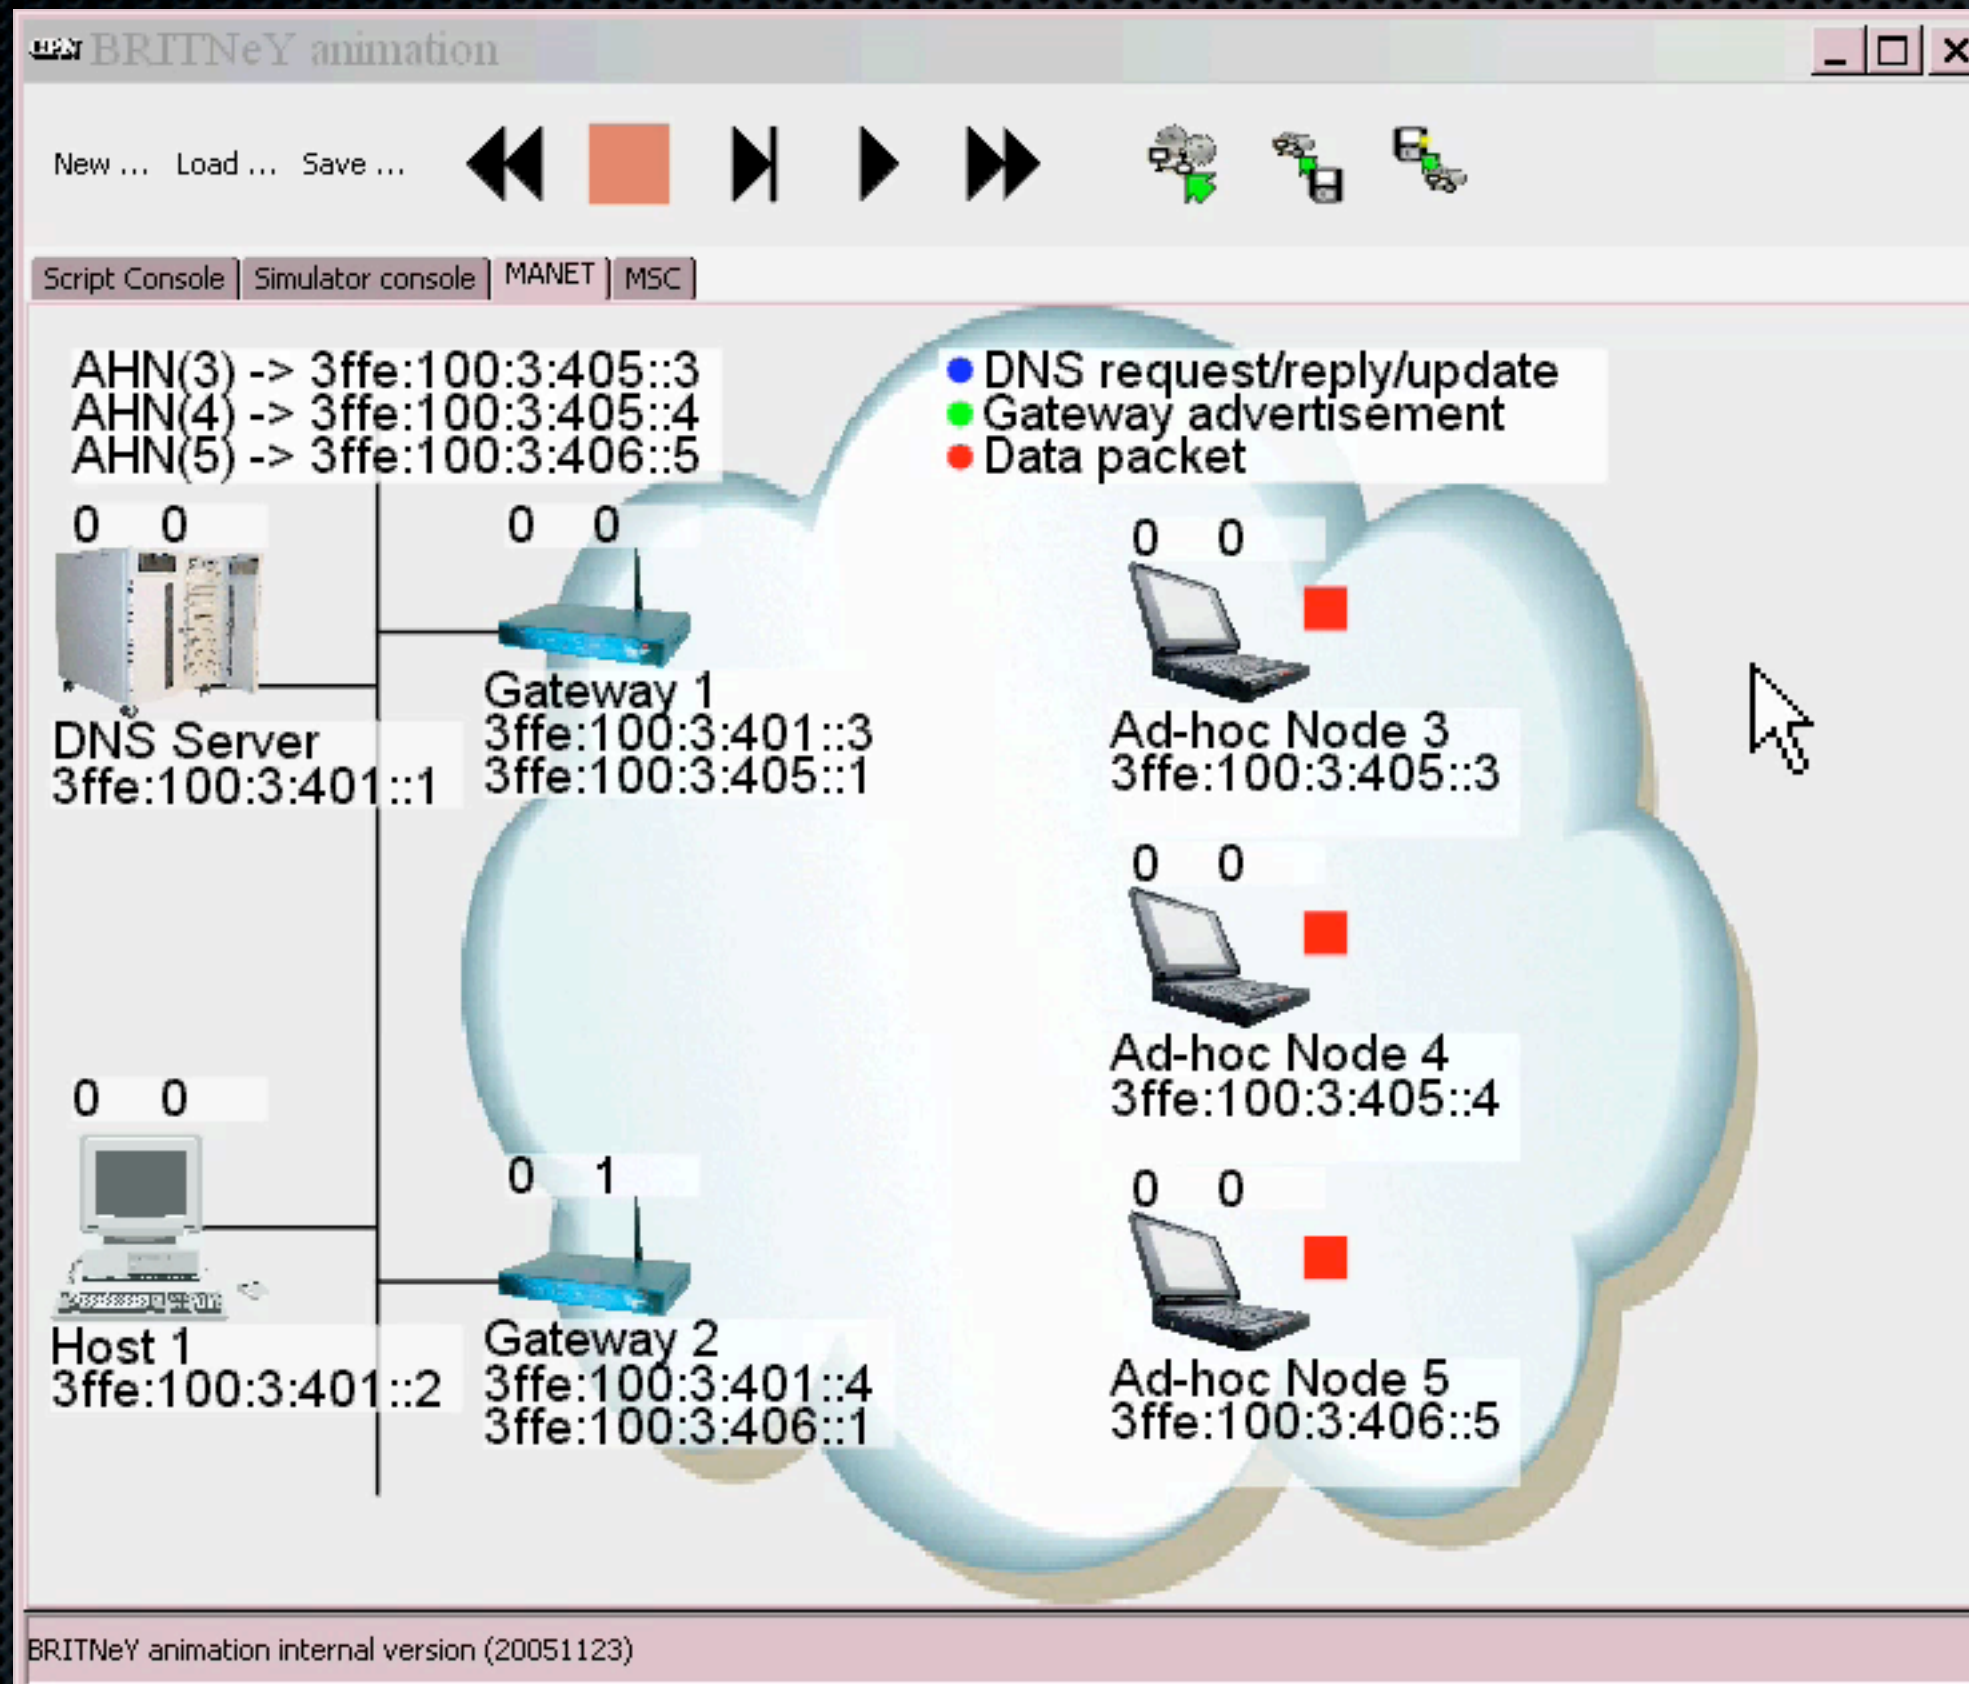 CPN BRITNeY animation
New ... Load ... Save ...
Script Console Simulator console MANET MSC
AHN(3) -> 3ffe:100:3:405::3
AHN(4) -> 3ffe:100:3:405::4
AHN(5) -> 3ffe:100:3:406::5
DNS request/reply/update
Gateway advertisement
Data packet
0 0
DNS Server
3ffe:100:3:401::1
0 0
Gateway 1
3ffe:100:3:401::3
3ffe:100:3:405::1
0 0
Ad-hoc Node 3
3ffe:100:3:405::3
0 0
Ad-hoc Node 4
3ffe:100:3:405::4
0 0
Host 1
3ffe:100:3:401::2
0 1
Gateway 2
3ffe:100:3:401::4
3ffe:100:3:406::1
0 0
Ad-hoc Node 5
3ffe:100:3:406::5
BRITNeY animation internal version (20051123)